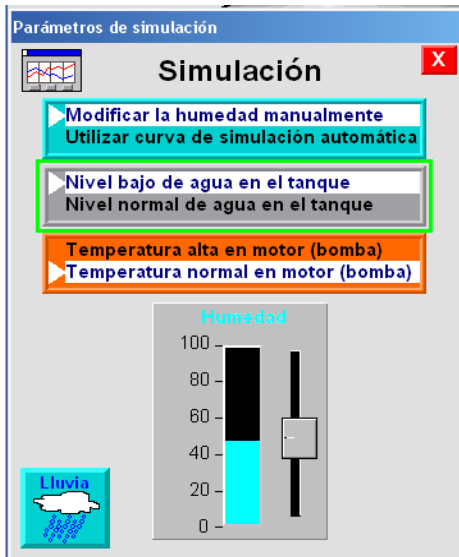 Parámetros de simulación
Simulación
X
Modificar la humedad manualmente
Utilizar curva de simulación automática
Nivel bajo de agua en el tanque
Nivel normal de agua en el tanque
Temperatura alta en motor (bomba)
Temperatura normal en motor (bomba)
Humedad
100
80
60
40
20
0
Lluvia